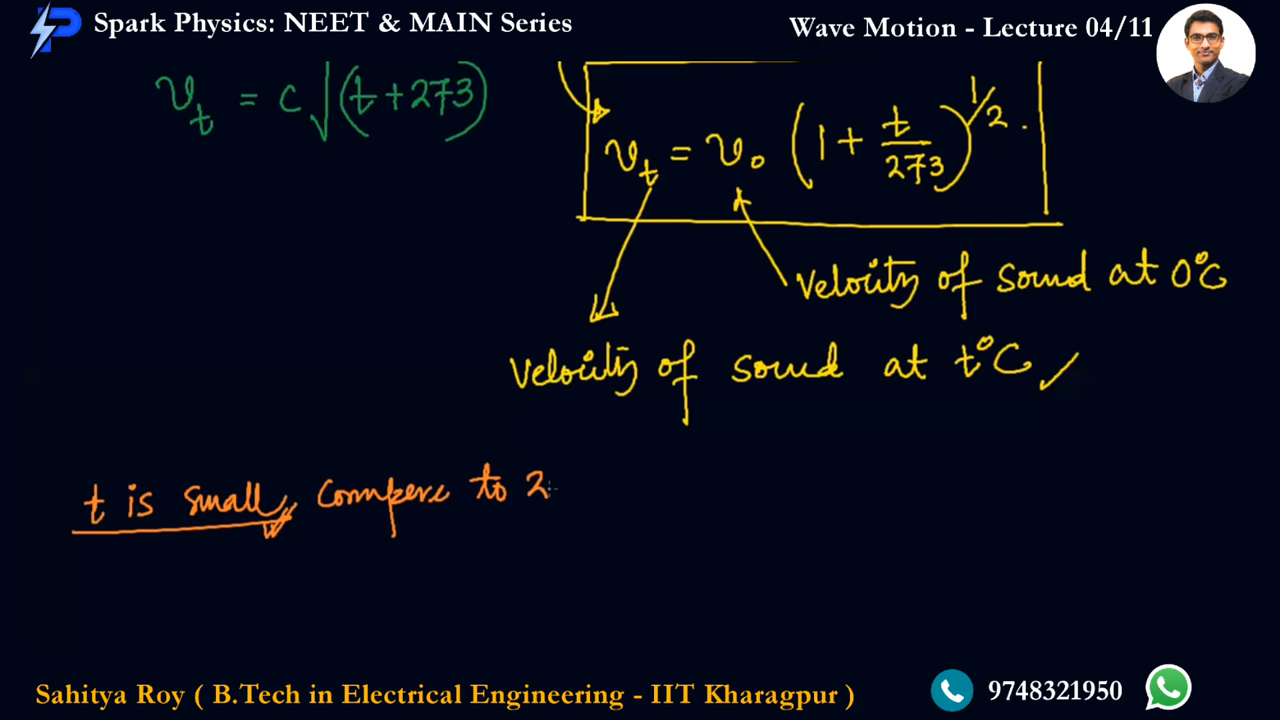 Spark Physics: NEET & MAIN Series
Wave Motion - Lecture 04/11
v_t = c √(t + 273)
v_t = v_0 (1 + t/273)^1/2.
velocity of sound at 0°C
velocity of sound at t°C ✓
t is small, compere to 2
Sahitya Roy ( B.Tech in Electrical Engineering - IIT Kharagpur )
9748321950